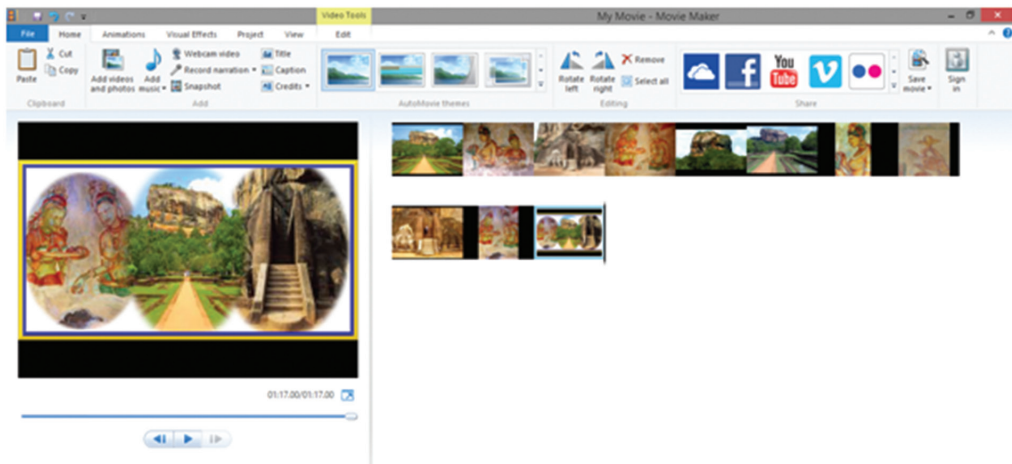 Video Tools
My Movie - Movie Maker
File
Home
Animations
Visual Effects
Project
View
Edit
Paste
Cut
Copy
Clipboard
Add videos
and photos
Add
music
Webcam video
Record narration
Snapshot
Title
Caption
Credits
Add
AutoMovie themes
Rotate
left
Rotate
right
Remove
Select all
Editing
f
You
Tube
Share
Save
movie
Sign
in
01:17.00/01:17.00